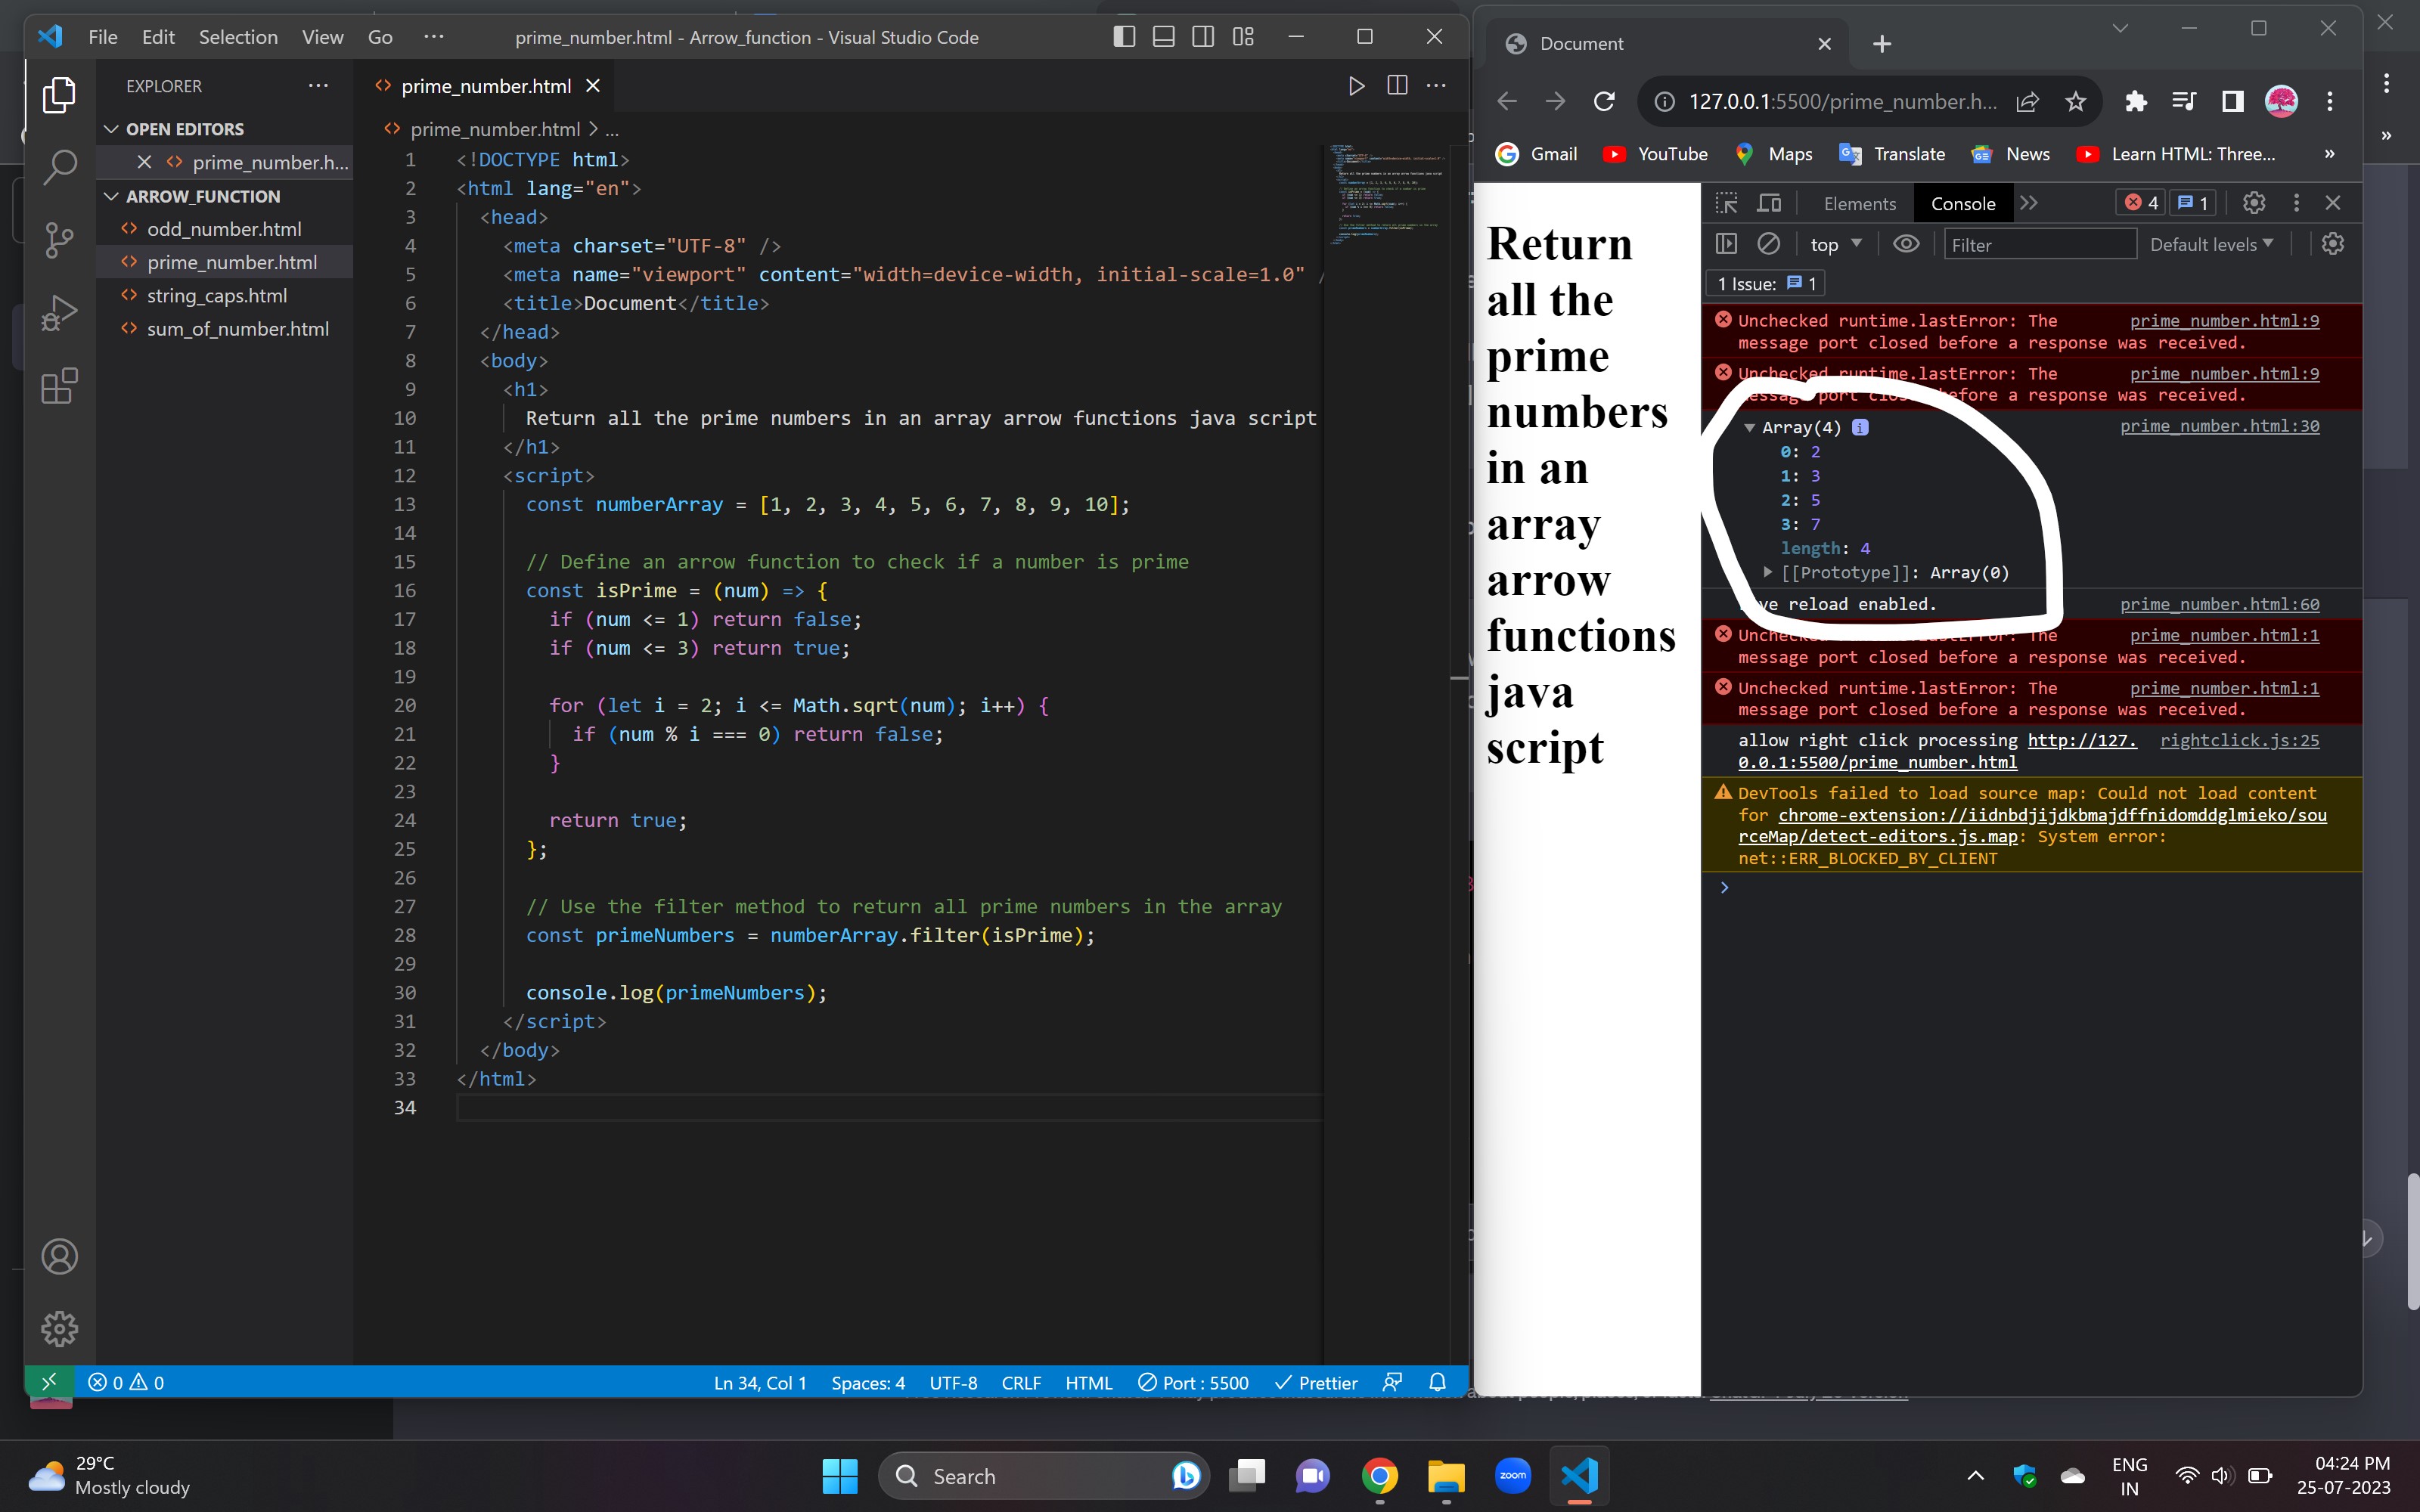 File Edit Selection View Go ··· prime_number.html - Arrow_function - Visual Studio Code
EXPLORER ···
OPEN EDITORS
prime_number.h...
ARROW_FUNCTION
odd_number.html
prime_number.html
string_caps.html
sum_of_number.html
prime_number.html
prime_number.html > ...
1 <!DOCTYPE html>
2 <html lang="en">
3 <head>
4 <meta charset="UTF-8" />
5 <meta name="viewport" content="width=device-width, initial-scale=1.0" /
6 <title>Document</title>
7 </head>
8 <body>
9 <h1>
10 Return all the prime numbers in an array arrow functions java script
11 </h1>
12 <script>
13 const numberArray = [1, 2, 3, 4, 5, 6, 7, 8, 9, 10];
14
15 // Define an arrow function to check if a number is prime
16 const isPrime = (num) => {
17 if (num <= 1) return false;
18 if (num <= 3) return true;
19
20 for (let i = 2; i <= Math.sqrt(num); i++) {
21 if (num % i === 0) return false;
22 }
23
24 return true;
25 };
26
27 // Use the filter method to return all prime numbers in the array
28 const primeNumbers = numberArray.filter(isPrime);
29
30 console.log(primeNumbers);
31 </script>
32 </body>
33 </html>
34
0 0 Ln 34, Col 1 Spaces: 4 UTF-8 CRLF HTML Port : 5500 Prettier
Document
127.0.0.1:5500/prime_number.h...
Gmail YouTube Maps Translate News Learn HTML: Three... »
Return
all the
prime
numbers
in an
array
arrow
functions
java
script
Elements Console 4 1
top Filter Default levels
1 Issue: 1
Unchecked runtime.lastError: The prime_number.html:9
message port closed before a response was received.
Unchecked runtime.lastError: The prime_number.html:9
message port closed before a response was received.
Array(4) i prime_number.html:30
0: 2
1: 3
2: 5
3: 7
length: 4
[[Prototype]]: Array(0)
reload enabled. prime_number.html:60
Unchecked runtime.lastError: The prime_number.html:1
message port closed before a response was received.
Unchecked runtime.lastError: The prime_number.html:1
message port closed before a response was received.
allow right click processing http://127. rightclick.js:25
0.0.1:5500/prime_number.html
DevTools failed to load source map: Could not load content
for chrome-extension://iidnbdjijdkbmajdffnidomddglmieko/sou
rceMap/detect-editors.js.map: System error:
net::ERR_BLOCKED_BY_CLIENT
29°C
Mostly cloudy
Search
zoom
ENG
IN
04:24 PM
25-07-2023